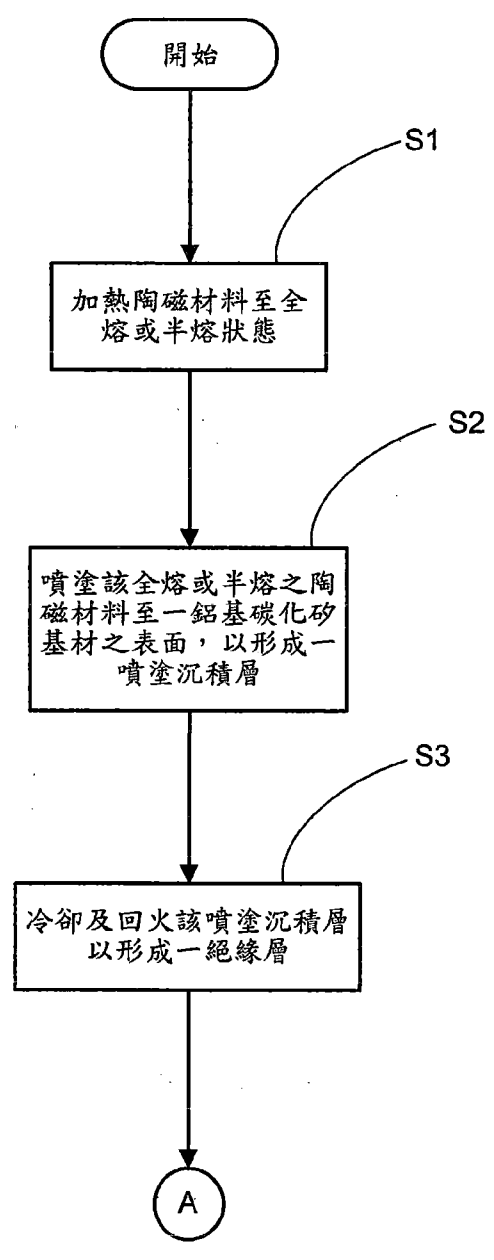 開始
S1
加熱陶磁材料至全
熔或半熔狀態
S2
噴塗該全熔或半熔之陶
磁材料至一鋁基碳化矽
基材之表面，以形成一
噴塗沉積層
S3
冷卻及回火該噴塗沉積層
以形成一絕緣層
A